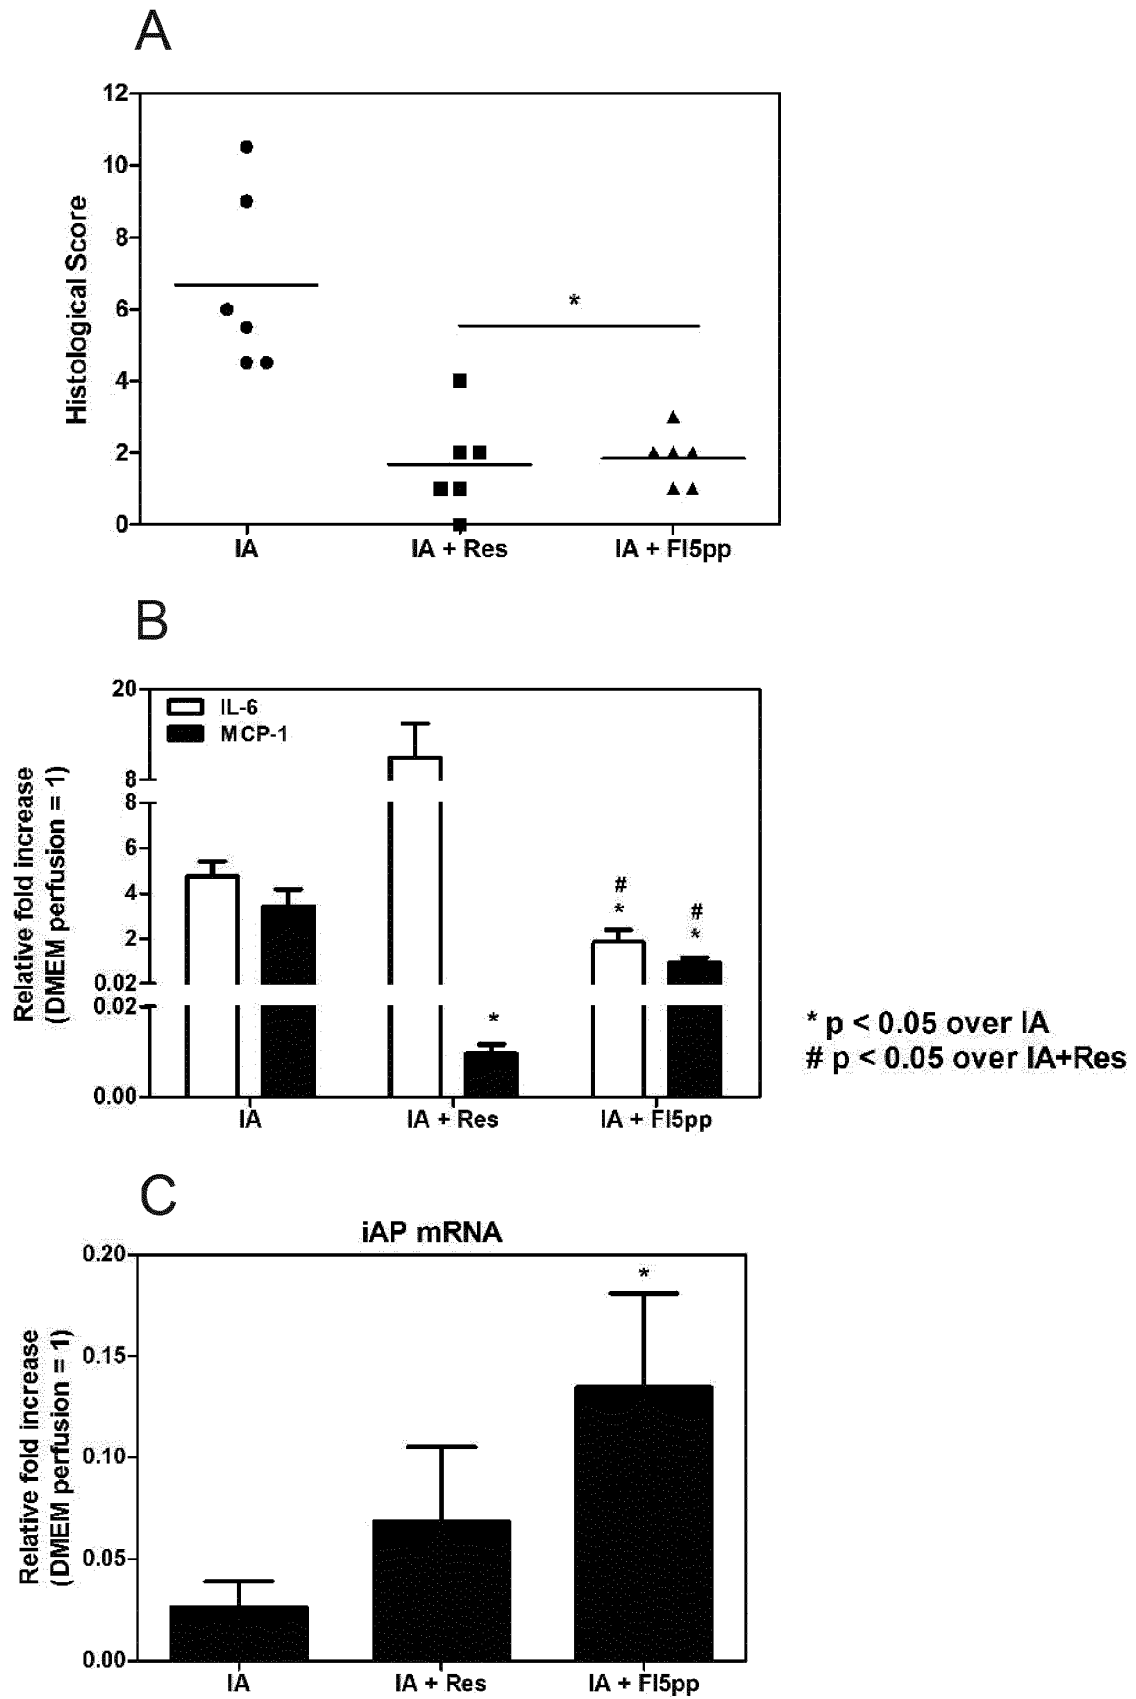 A
12
10
8
6
4
2
0
Histological Score
*
IA
IA + Res
IA + Fl5pp
B
20
8
8
6
4
2
0.02
0.02
0.00
Relative fold increase
(DMEM perfusion = 1)
IL-6
MCP-1
*
#
*
#
*
IA
IA + Res
IA + Fl5pp
* p < 0.05 over IA
# p < 0.05 over IA+Res
C
iAP mRNA
0.20
0.15
0.10
0.05
0.00
Relative fold increase
(DMEM perfusion = 1)
*
IA
IA + Res
IA + Fl5pp